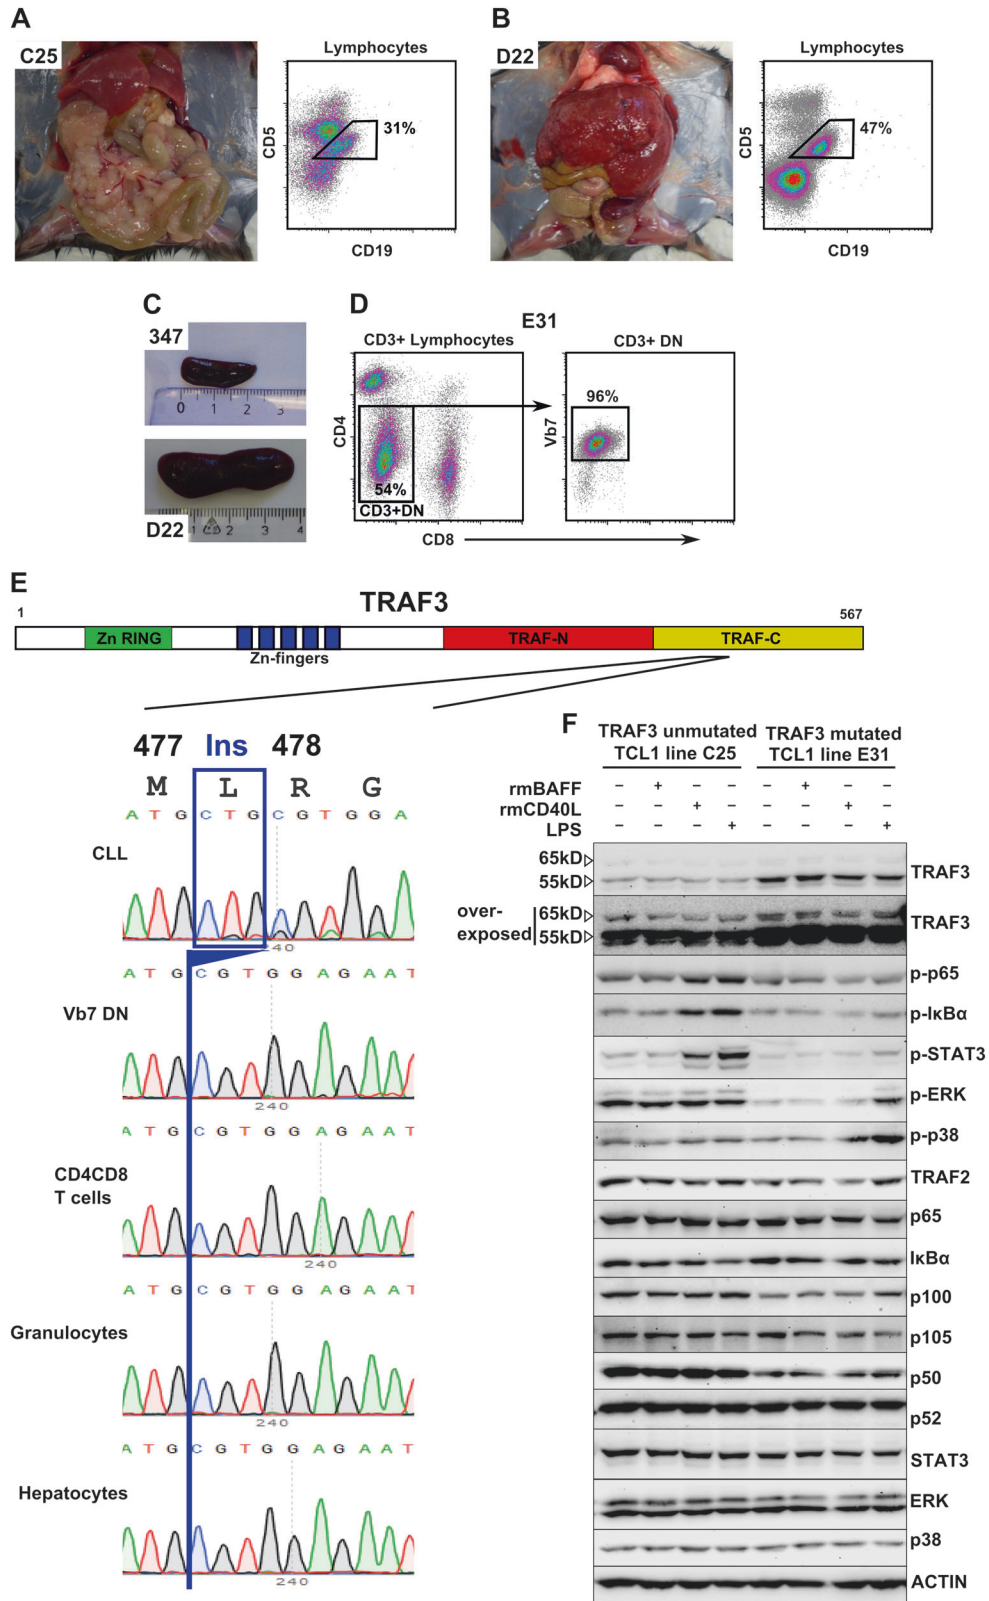 A
C25
Lymphocytes
CD5
31%
CD19
B
D22
Lymphocytes
CD5
47%
CD19
C
347
0 1 2 3
D22
1 2 3 4
D
E31
CD3+ Lymphocytes
CD3+ DN
CD4
54%
CD3+DN
Vb7
96%
CD8
E
TRAF3
1
567
Zn RING
TRAF-N
TRAF-C
Zn-fingers
477 Ins 478
M L R G
A T G C T G C G T G G A
CLL
240
A T G C G T G G A G A A T
Vb7 DN
240
A T G C G T G G A G A A T
CD4CD8
T cells
240
A T G C G T G G A G A A T
Granulocytes
240
A T G C G T G G A G A A T
Hepatocytes
240
F
TRAF3 unmutated
TCL1 line C25
TRAF3 mutated
TCL1 line E31
rmBAFF – + – – – + – –
rmCD40L – – + – – – + –
LPS – – – + – – – +
65kD
55kD
TRAF3
over-
exposed
65kD
55kD
TRAF3
p-p65
p-IκBα
p-STAT3
p-ERK
p-p38
TRAF2
p65
IκBα
p100
p105
p50
p52
STAT3
ERK
p38
ACTIN